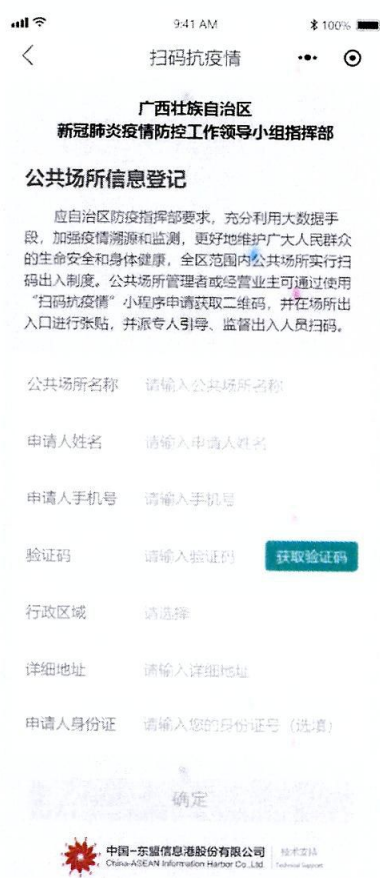 9:41 AM
100%
扫码抗疫情
广西壮族自治区
新冠肺炎疫情防控工作领导小组指挥部
公共场所信息登记
应自治区防疫指挥部要求，充分利用大数据手
段，加强疫情溯源和监测，更好地维护广大人民群众
的生命安全和身体健康，全区范围内公共场所实行扫
码出入制度。公共场所管理者或经营业主可通过使用
“扫码抗疫情”小程序申请获取二维码，并在场所出
入口进行张贴，并派专人引导、监督出入人员扫码。
公共场所名称 请输入公共场所名称
申请人姓名 请输入申请人姓名
申请人手机号 请输入手机号
验证码 请输入验证码 获取验证码
行政区域 请选择
详细地址 请输入详细地址
申请人身份证 请输入您的身份证号（选填）
确定
中国-东盟信息港股份有限公司 技术支持
China-ASEAN Information Harbor Co.,Ltd. Technical Support